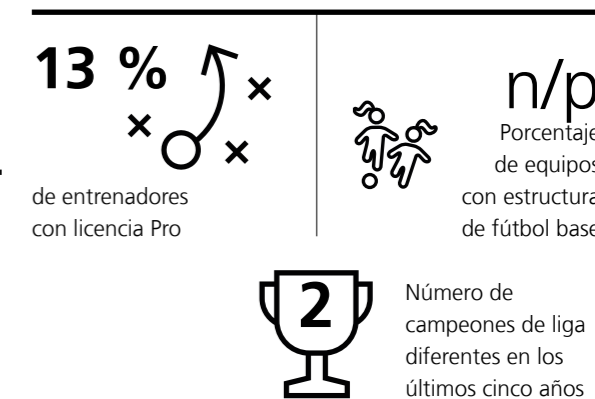 13 %
de entrenadores
con licencia Pro
n/p
Porcentaje
de equipos
con estructura
de fútbol base
2
Número de
campeones de liga
diferentes en los
últimos cinco años